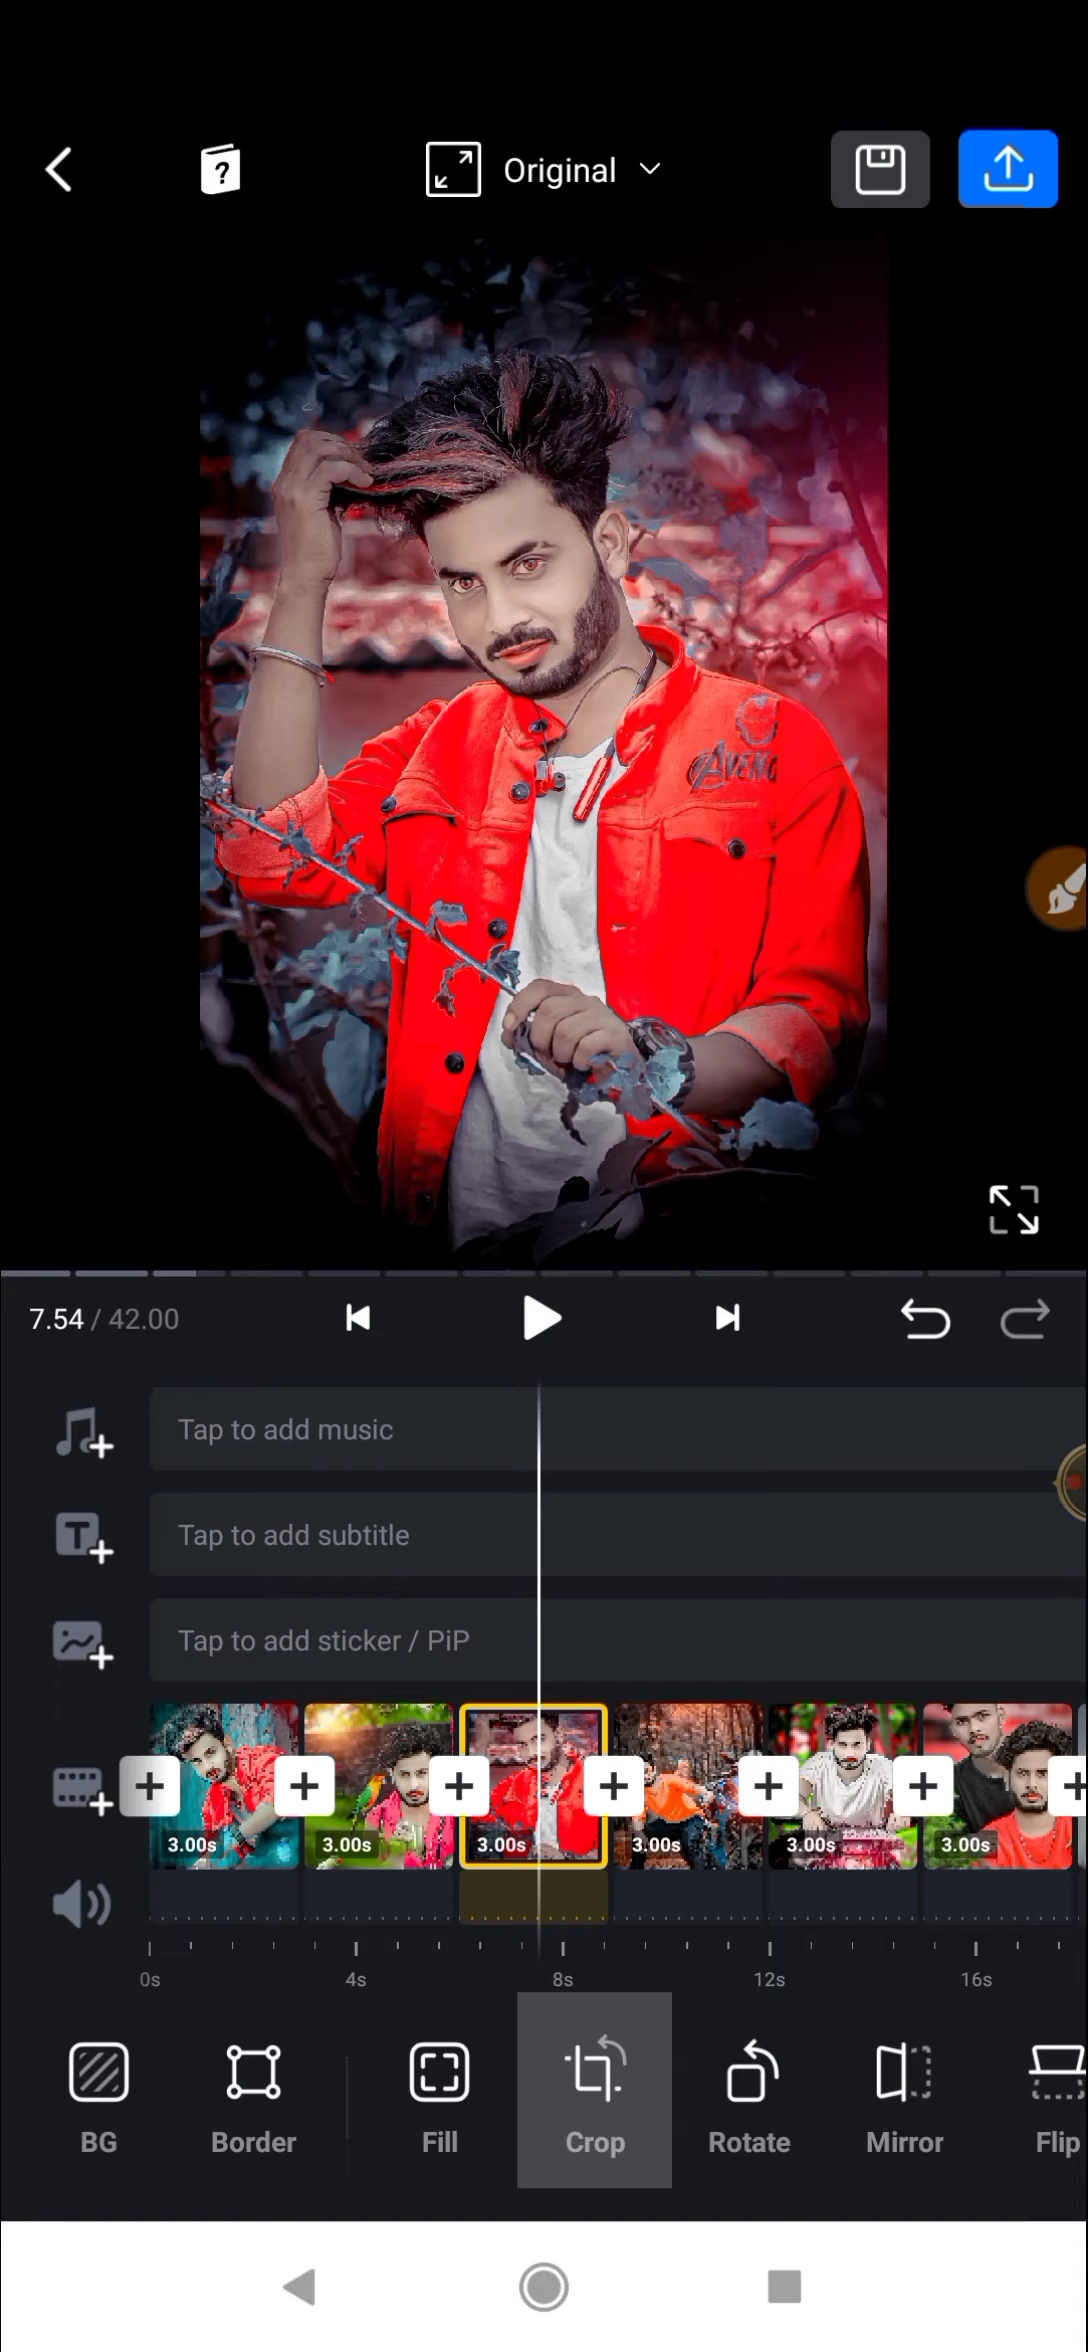 ?
Original
AVENG
7.54 / 42.00
Tap to add music
T
Tap to add subtitle
Tap to add sticker / PiP
3.00s 3.00s 3.00s 3.00s 3.00s 3.00s
0s 4s 8s 12s 16s
BG Border Fill Crop Rotate Mirror Flip